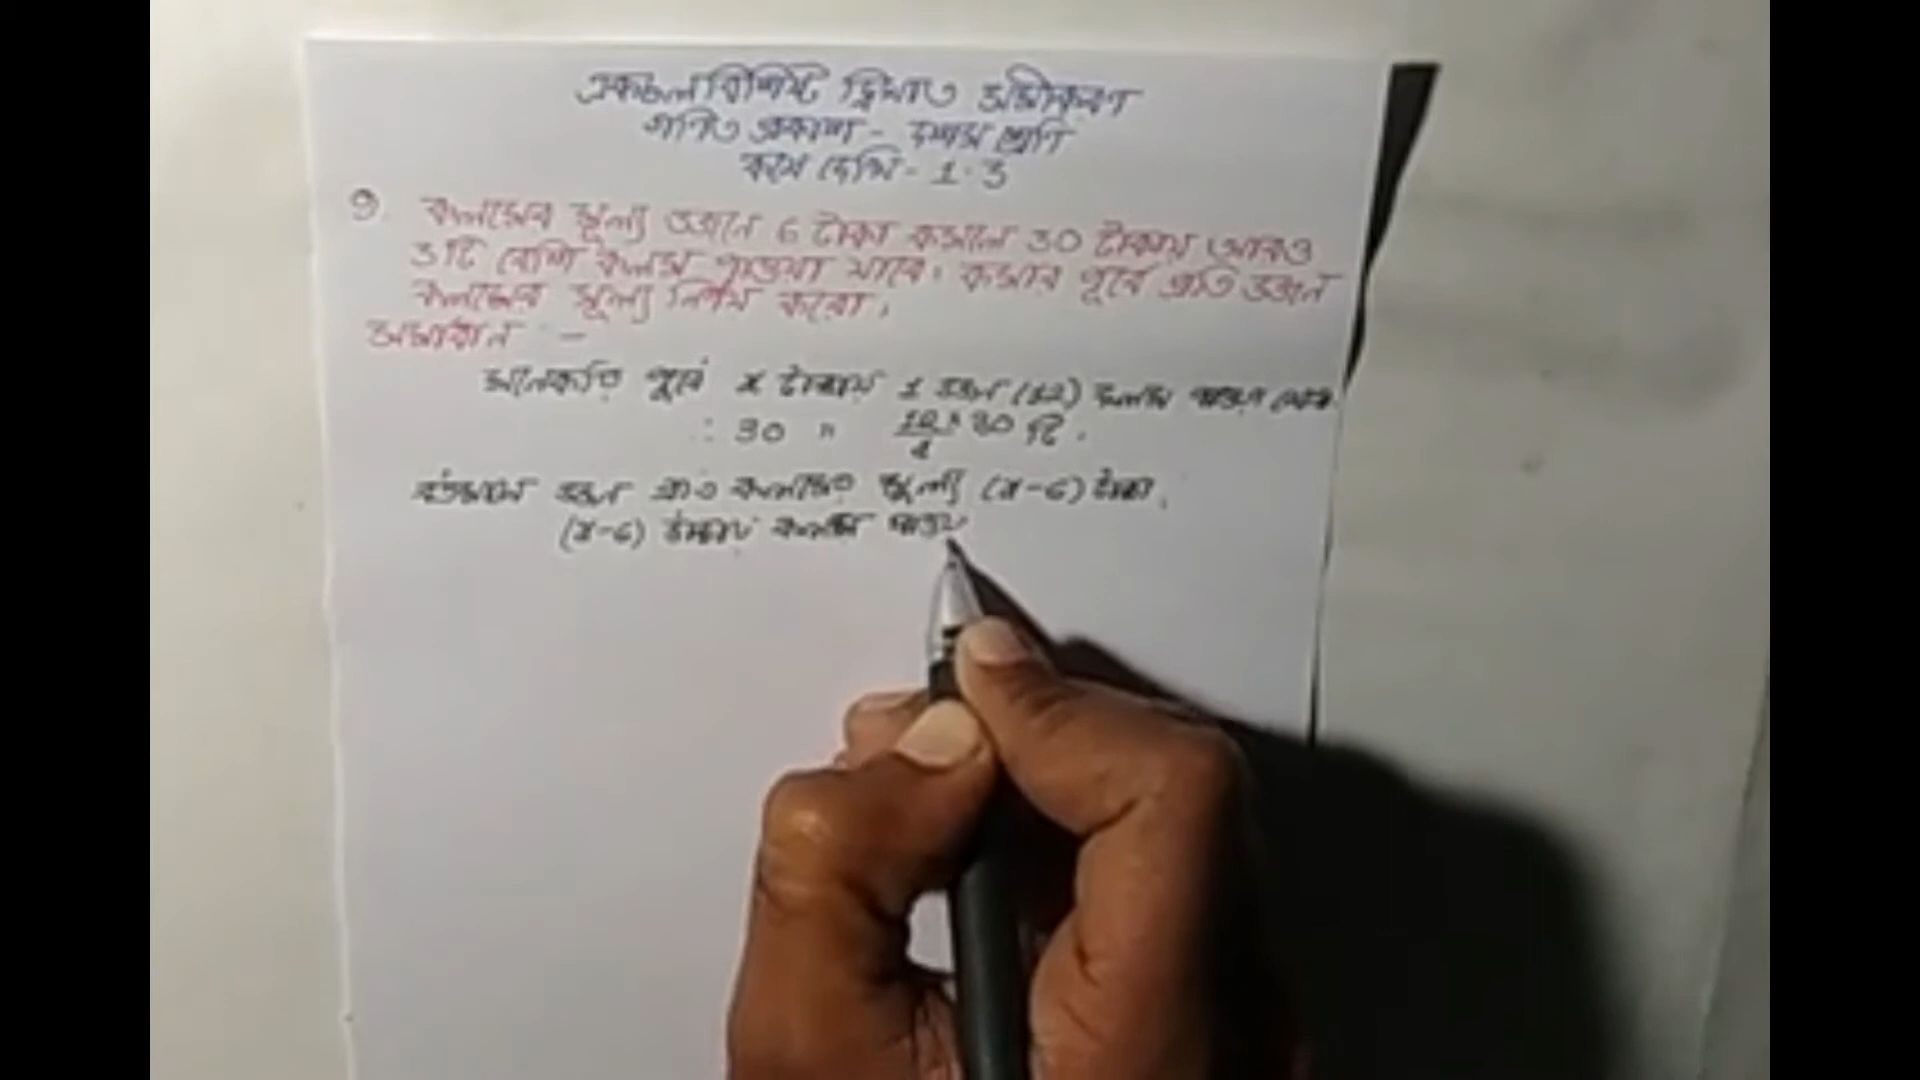 একচলবিশিষ্ট দ্বিঘাত সমীকরণ
গণিত প্রকাশ - দশম শ্রেণি
কষে দেখি - 1.3
9. কলমের মূল্য ডজনে 6 টাকা কমলে 30 টাকায় আরও
3টি বেশি কলম পাওয়া যাবে। কমার পূর্বে প্রতি ডজন
কলমের মূল্য নির্ণয় করো।
সমাধান :-
মনেকরি পূর্বে x টাকায় 1 ডজন (12) কলম পাওয়া যেত
∴ 30 " 12/x × 30 টি.
বর্তমানে ডজন প্রতি কলমের মূল্য (x-6) টাকা,
(x-6) টাকায় কলম পাওয়া